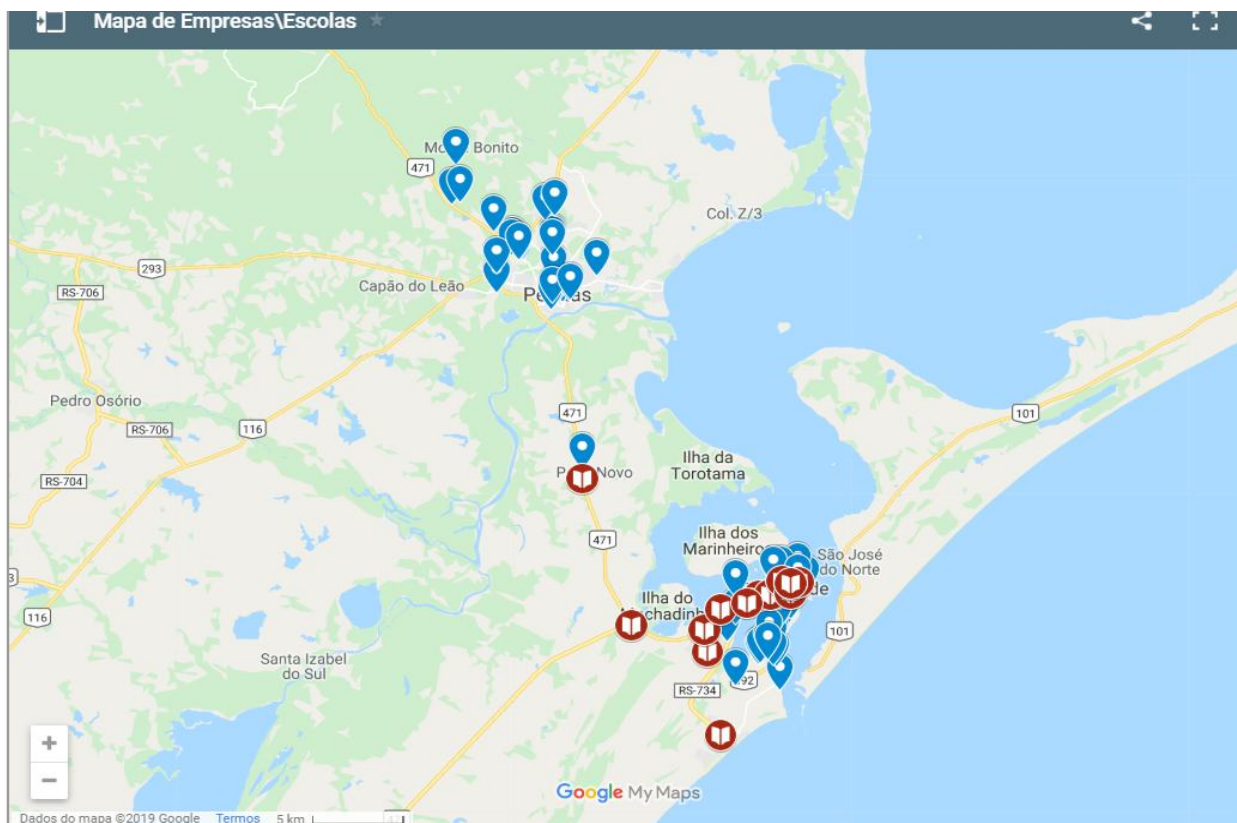 Mapa de Empresas\Escolas
Bonito
471
Col. Z/3
293
RS-706
Capão do Leão
Pedro Osório
101
471
RS-706
116
Ilha da
Torotama
Novo
RS-704
Ilha dos
Marinheiro
471
São José
do Norte
Ilha do
116
101
Santa Izabel
do Sul
RS-734
+
−
Google My Maps
Dados do mapa ©2019 Google
Termos
5 km